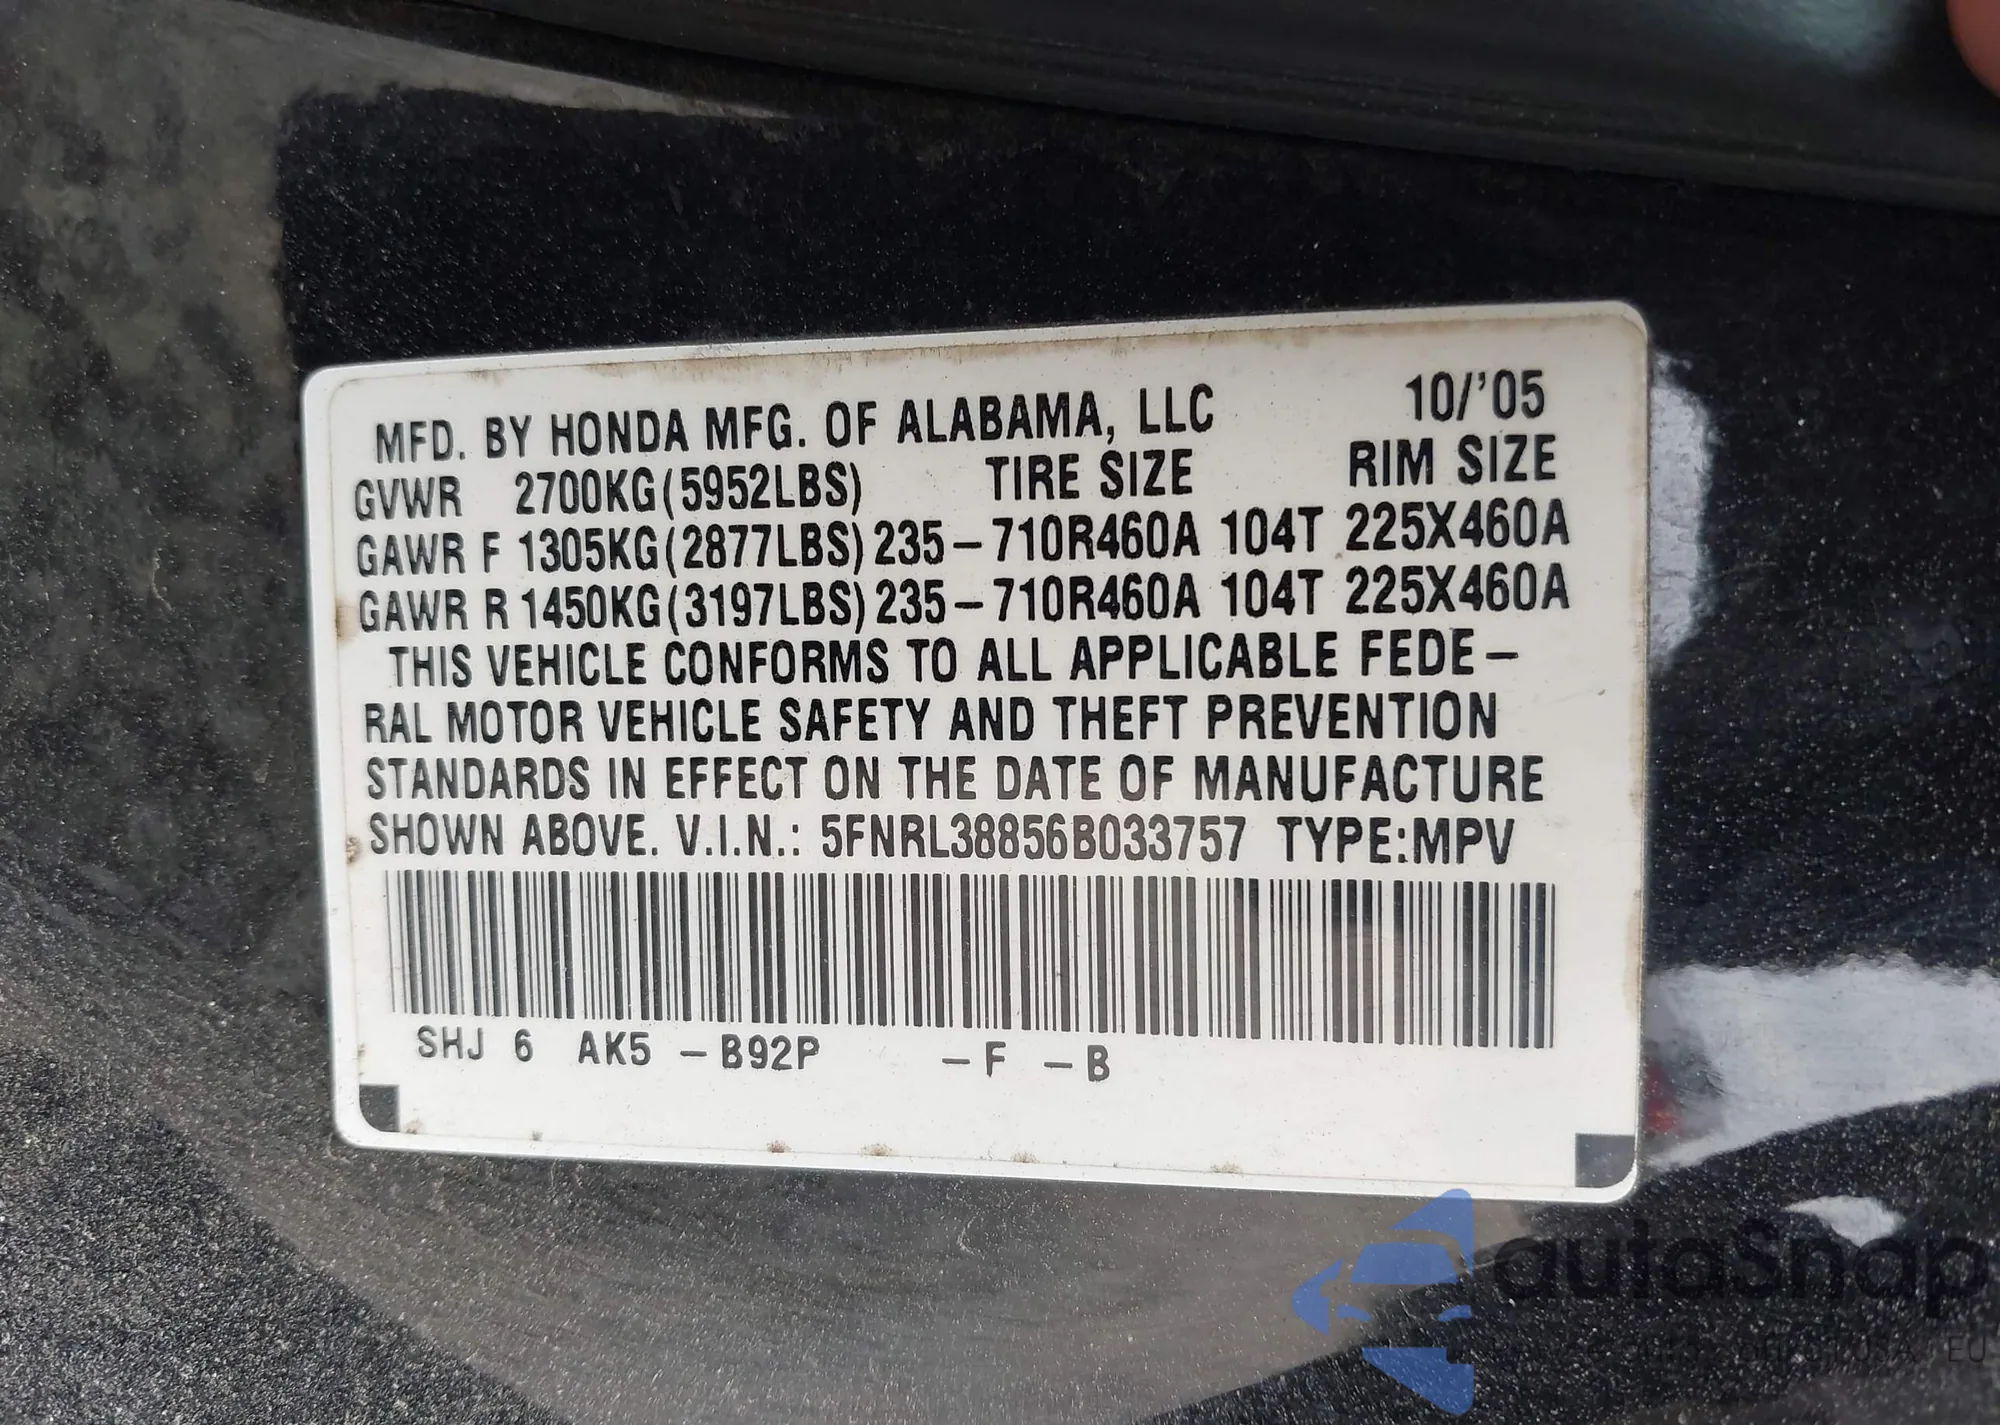 MFD. BY HONDA MFG. OF ALABAMA, LLC 10/'05
GVWR 2700KG(5952LBS) TIRE SIZE RIM SIZE
GAWR F 1305KG(2877LBS) 235-710R460A 104T 225X460A
GAWR R 1450KG(3197LBS) 235-710R460A 104T 225X460A
THIS VEHICLE CONFORMS TO ALL APPLICABLE FEDE-
RAL MOTOR VEHICLE SAFETY AND THEFT PREVENTION
STANDARDS IN EFFECT ON THE DATE OF MANUFACTURE
SHOWN ABOVE. V.I.N.: 5FNRL38856B033757 TYPE:MPV
SHJ 6 AK5 -B92P -F -B
autoSnap
EU